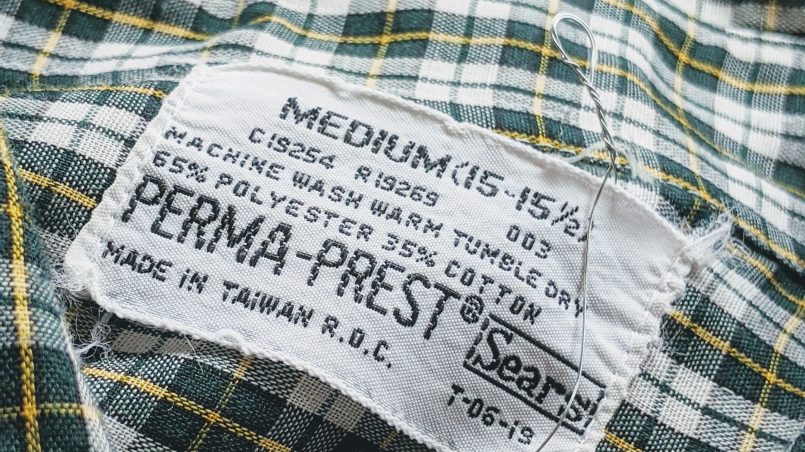 MEDIUM (15-15½)
C19254 R19269 003
MACHINE WASH WARM TUMBLE DRY
65% POLYESTER 35% COTTON
PERMA-PREST®
Sears
MADE IN TAIWAN R.O.C.
T-06-19